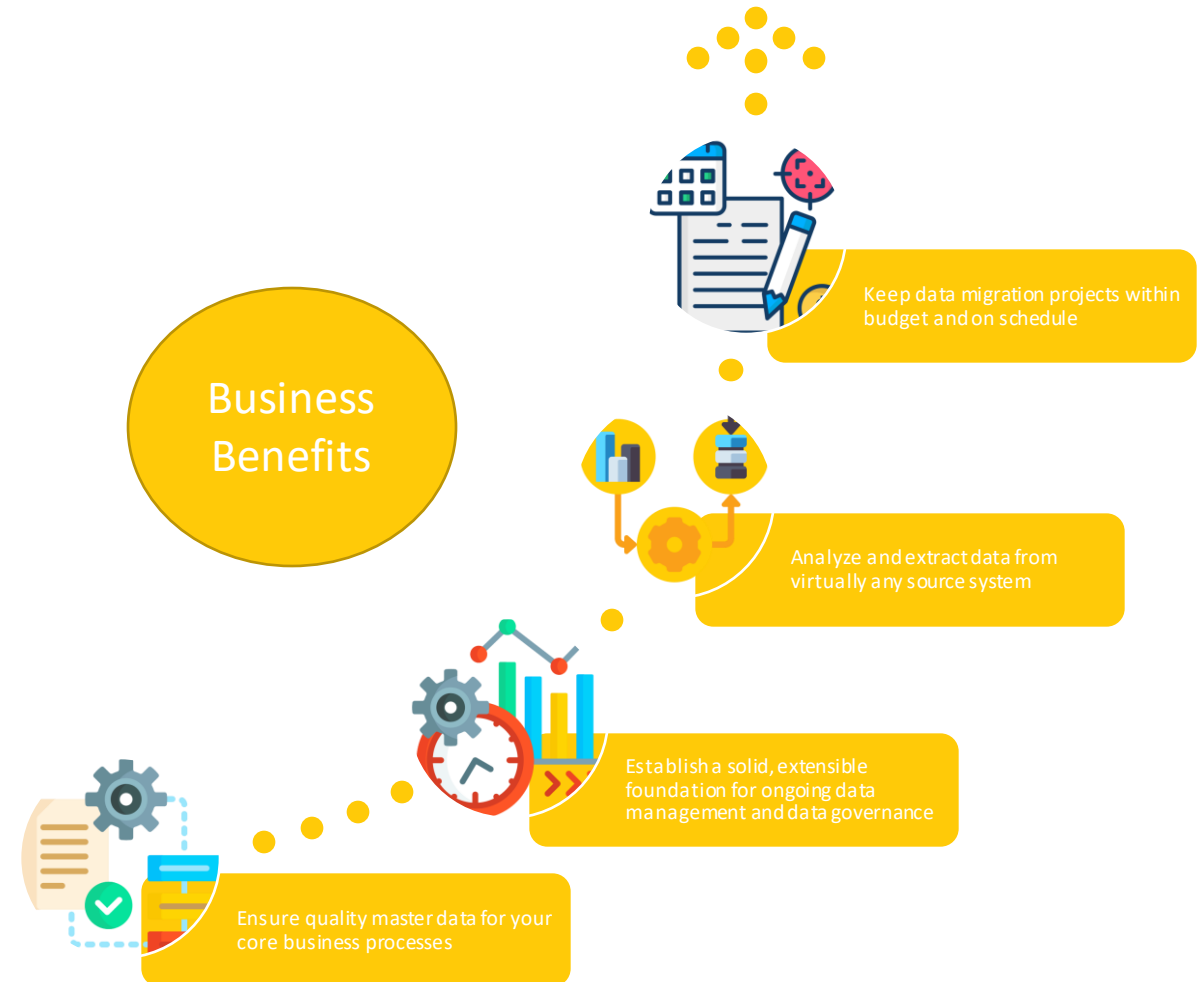 Business
Benefits
Keep data migration projects within
budget and on schedule
Analyze and extract data from
virtually any source system
Establish a solid, extensible
foundation for ongoing data
management and data governance
Ensure quality master data for your
core business processes